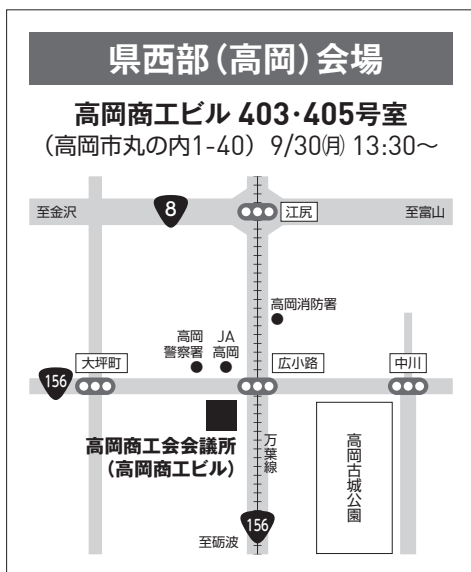 県西部(高岡)会場
高岡商工ビル 403・405号室
(高岡市丸の内1-40) 9/30㈪ 13:30〜
至金沢
8
江尻
至富山
高岡消防署
高岡
警察署
JA
高岡
大坪町
広小路
中川
156
高岡商工会会議所
(高岡商工ビル)
万葉線
高岡古城公園
156
至砺波